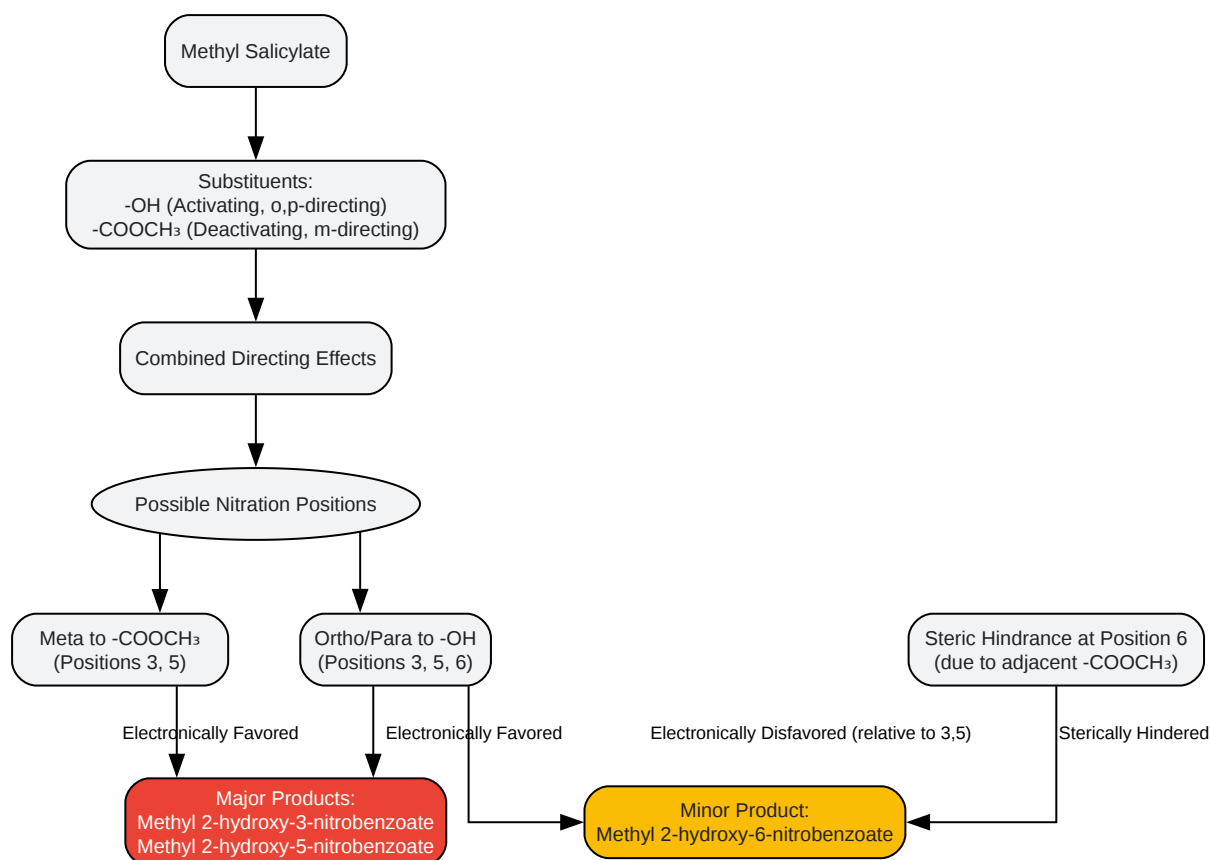 Methyl Salicylate
Substituents:
-OH (Activating, o,p-directing)
-COOCH₃ (Deactivating, m-directing)
Combined Directing Effects
Possible Nitration Positions
Meta to -COOCH₃
(Positions 3, 5)
Ortho/Para to -OH
(Positions 3, 5, 6)
Steric Hindrance at Position 6
(due to adjacent -COOCH₃)
Electronically Favored
Electronically Favored
Electronically Disfavored (relative to 3,5)
Sterically Hindered
Major Products:
Methyl 2-hydroxy-3-nitrobenzoate
Methyl 2-hydroxy-5-nitrobenzoate
Minor Product:
Methyl 2-hydroxy-6-nitrobenzoate